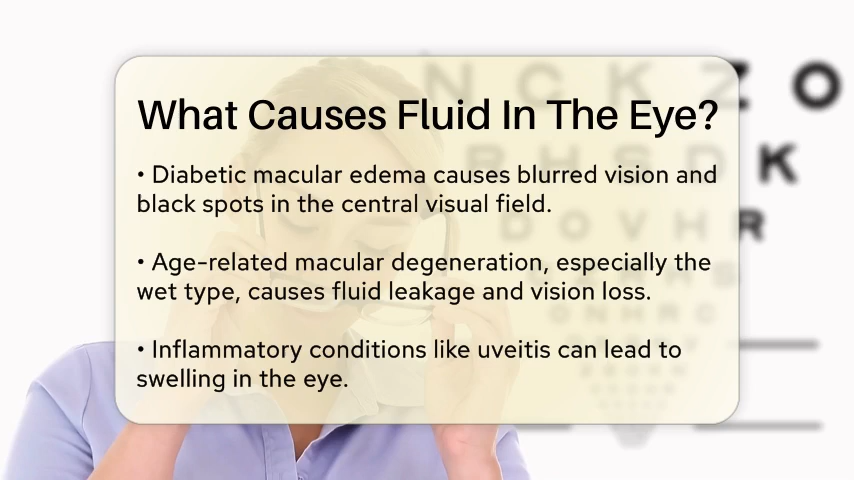 N C K Z O
What Causes Fluid In The Eye?
R H S D K
• Diabetic macular edema causes blurred vision and
black spots in the central visual field.
D O V H R
• Age-related macular degeneration, especially the
wet type, causes fluid leakage and vision loss.
O N H R C
• Inflammatory conditions like uveitis can lead to
swelling in the eye.